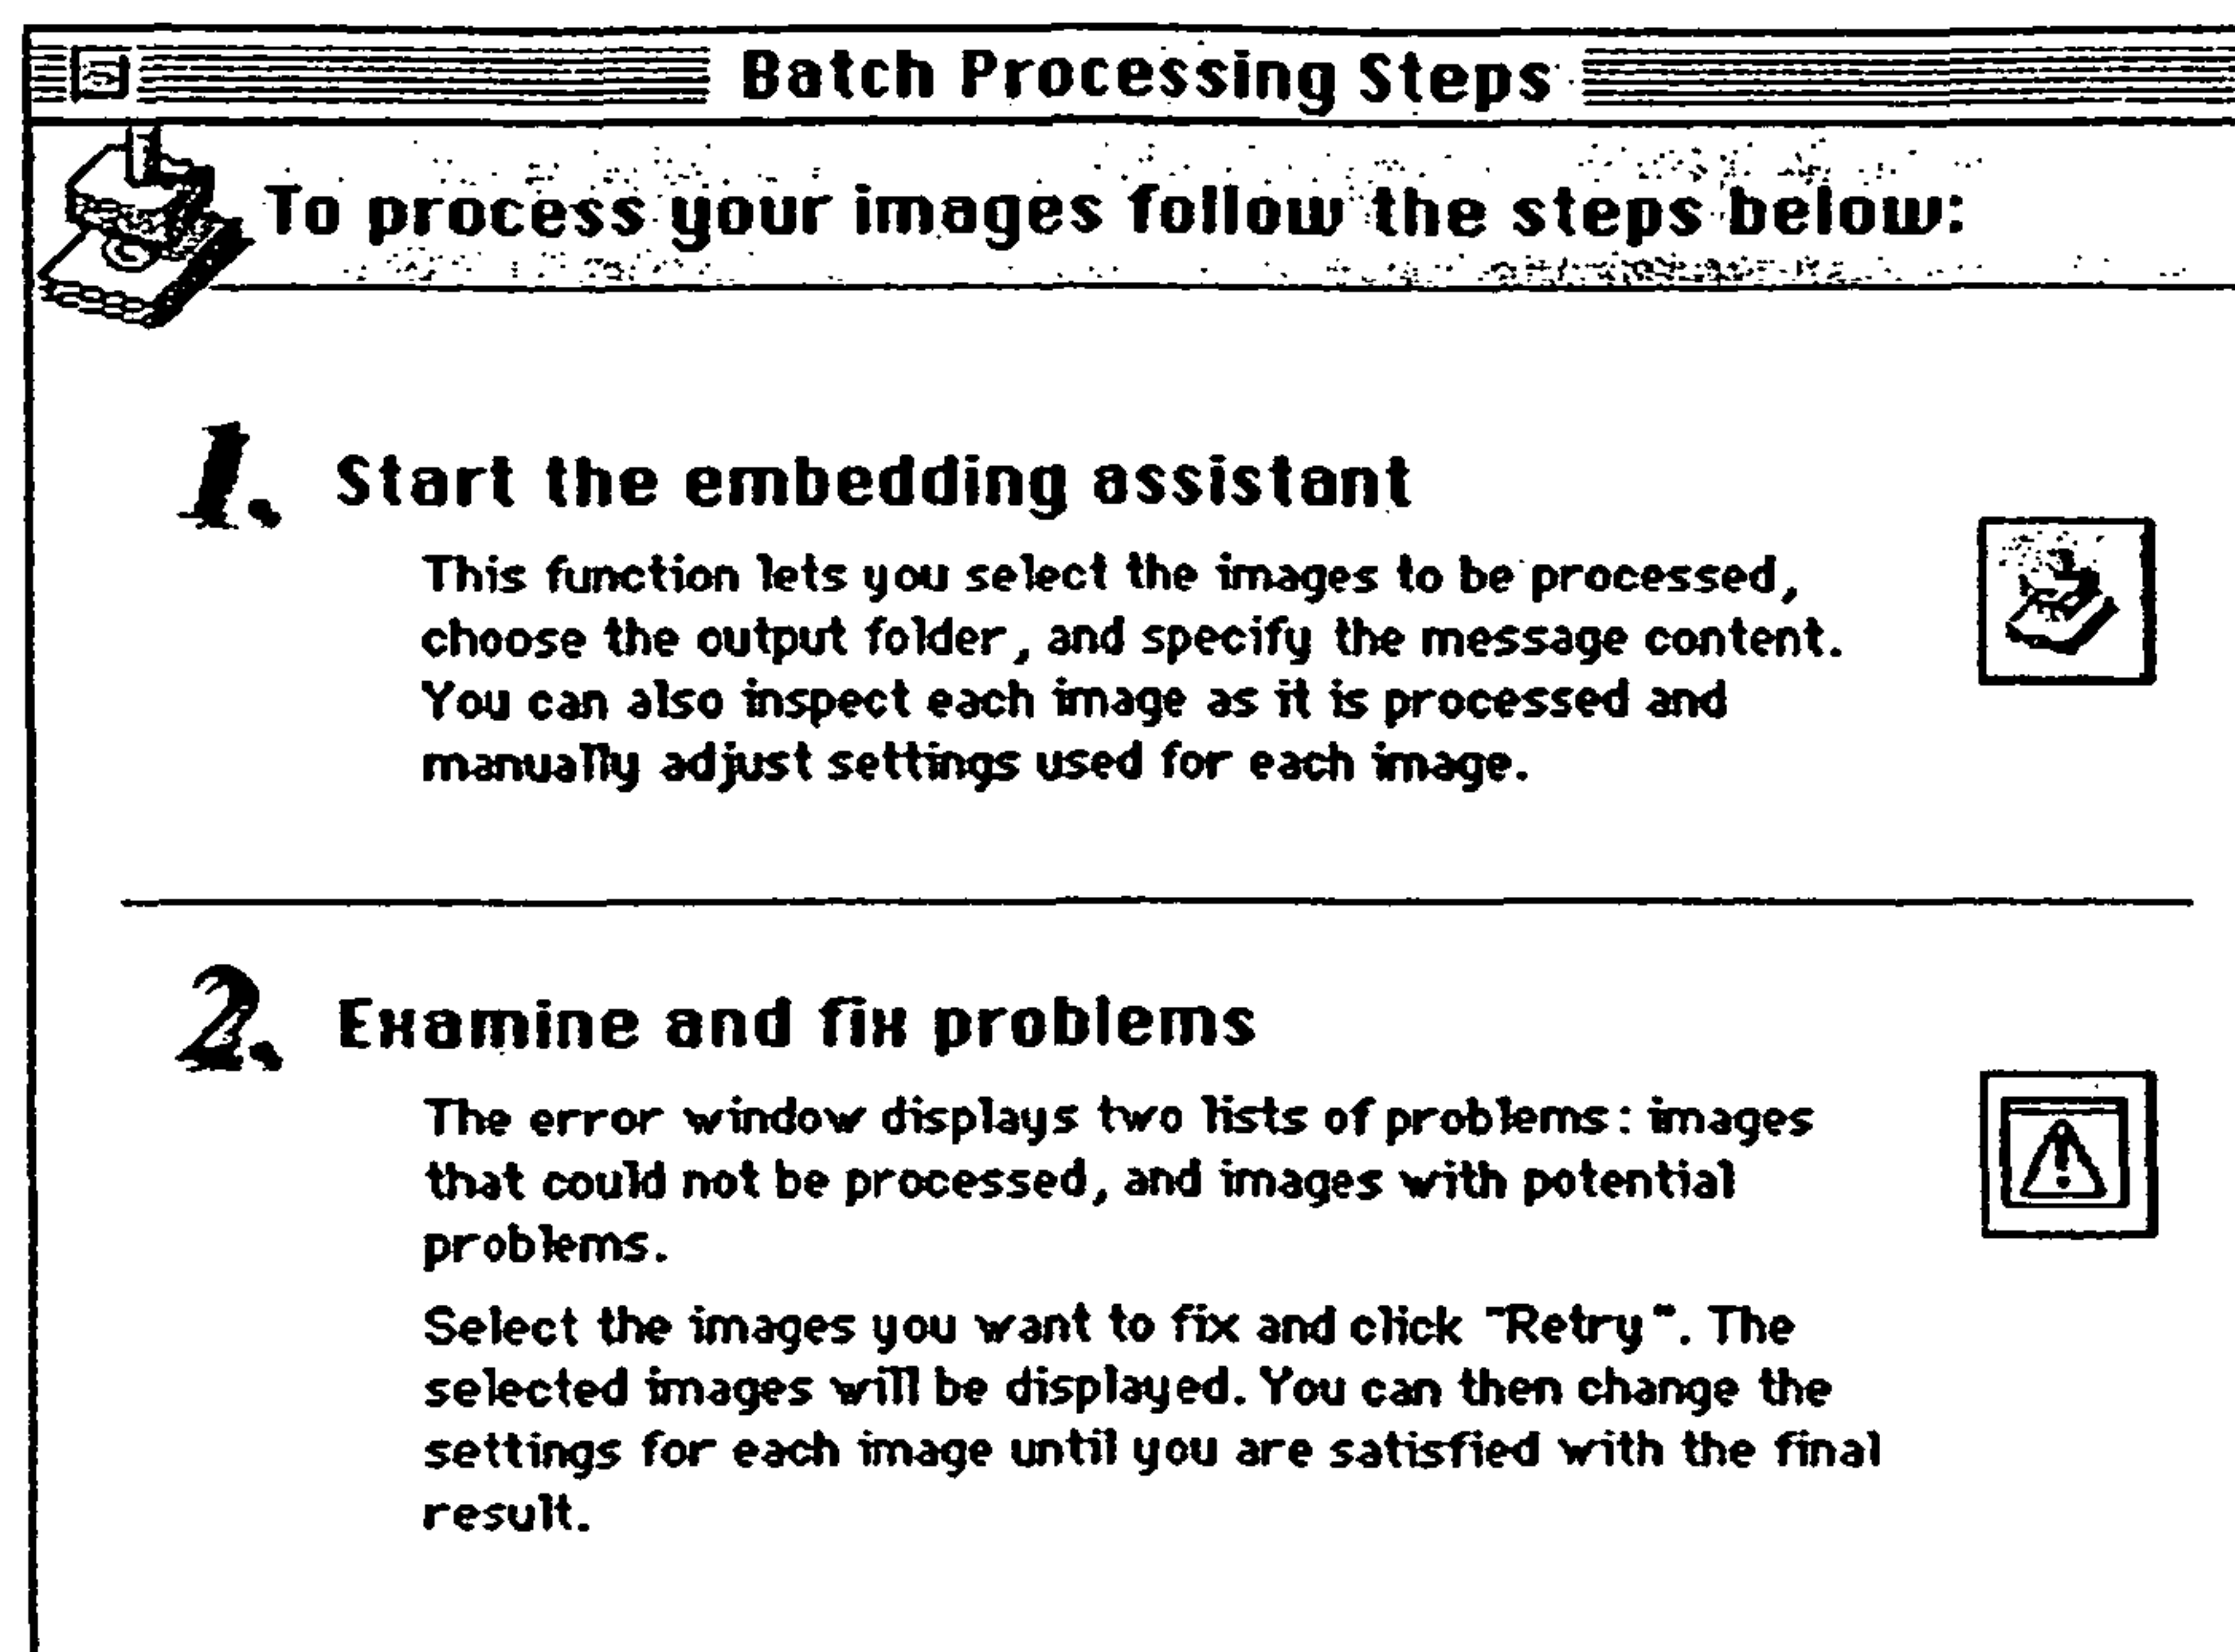 Batch Processing Steps
To process your images follow the steps below:
1. Start the embedding assistant
This function lets you select the images to be processed,
choose the output folder, and specify the message content.
You can also inspect each image as it is processed and
manually adjust settings used for each image.
2. Examine and fix problems
The error window displays two lists of problems: images
that could not be processed, and images with potential
problems.
Select the images you want to fix and click "Retry". The
selected images will be displayed. You can then change the
settings for each image until you are satisfied with the final
result.